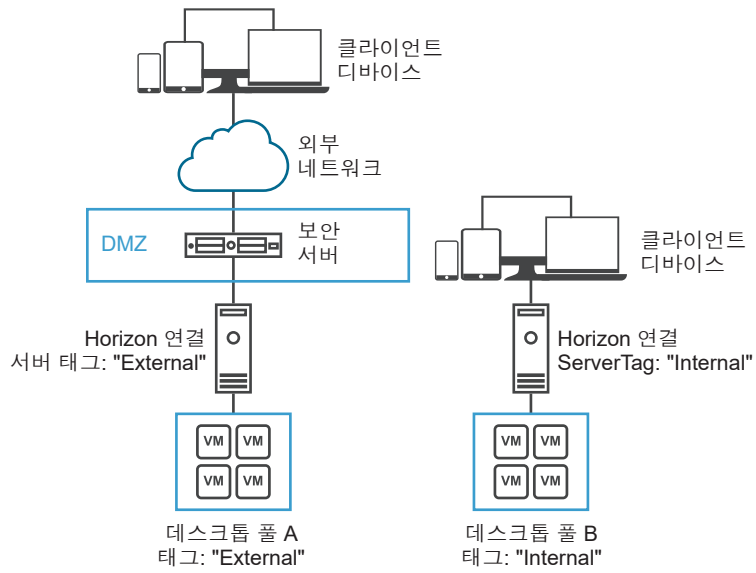 클라이언트
디바이스
외부
네트워크
DMZ
보안
서버
클라이언트
디바이스
Horizon 연결
서버 태그: "External"
Horizon 연결
ServerTag: "Internal"
VM VM
VM VM
VM VM
VM VM
데스크톱 풀 A
태그: "External"
데스크톱 풀 B
태그: "Internal"